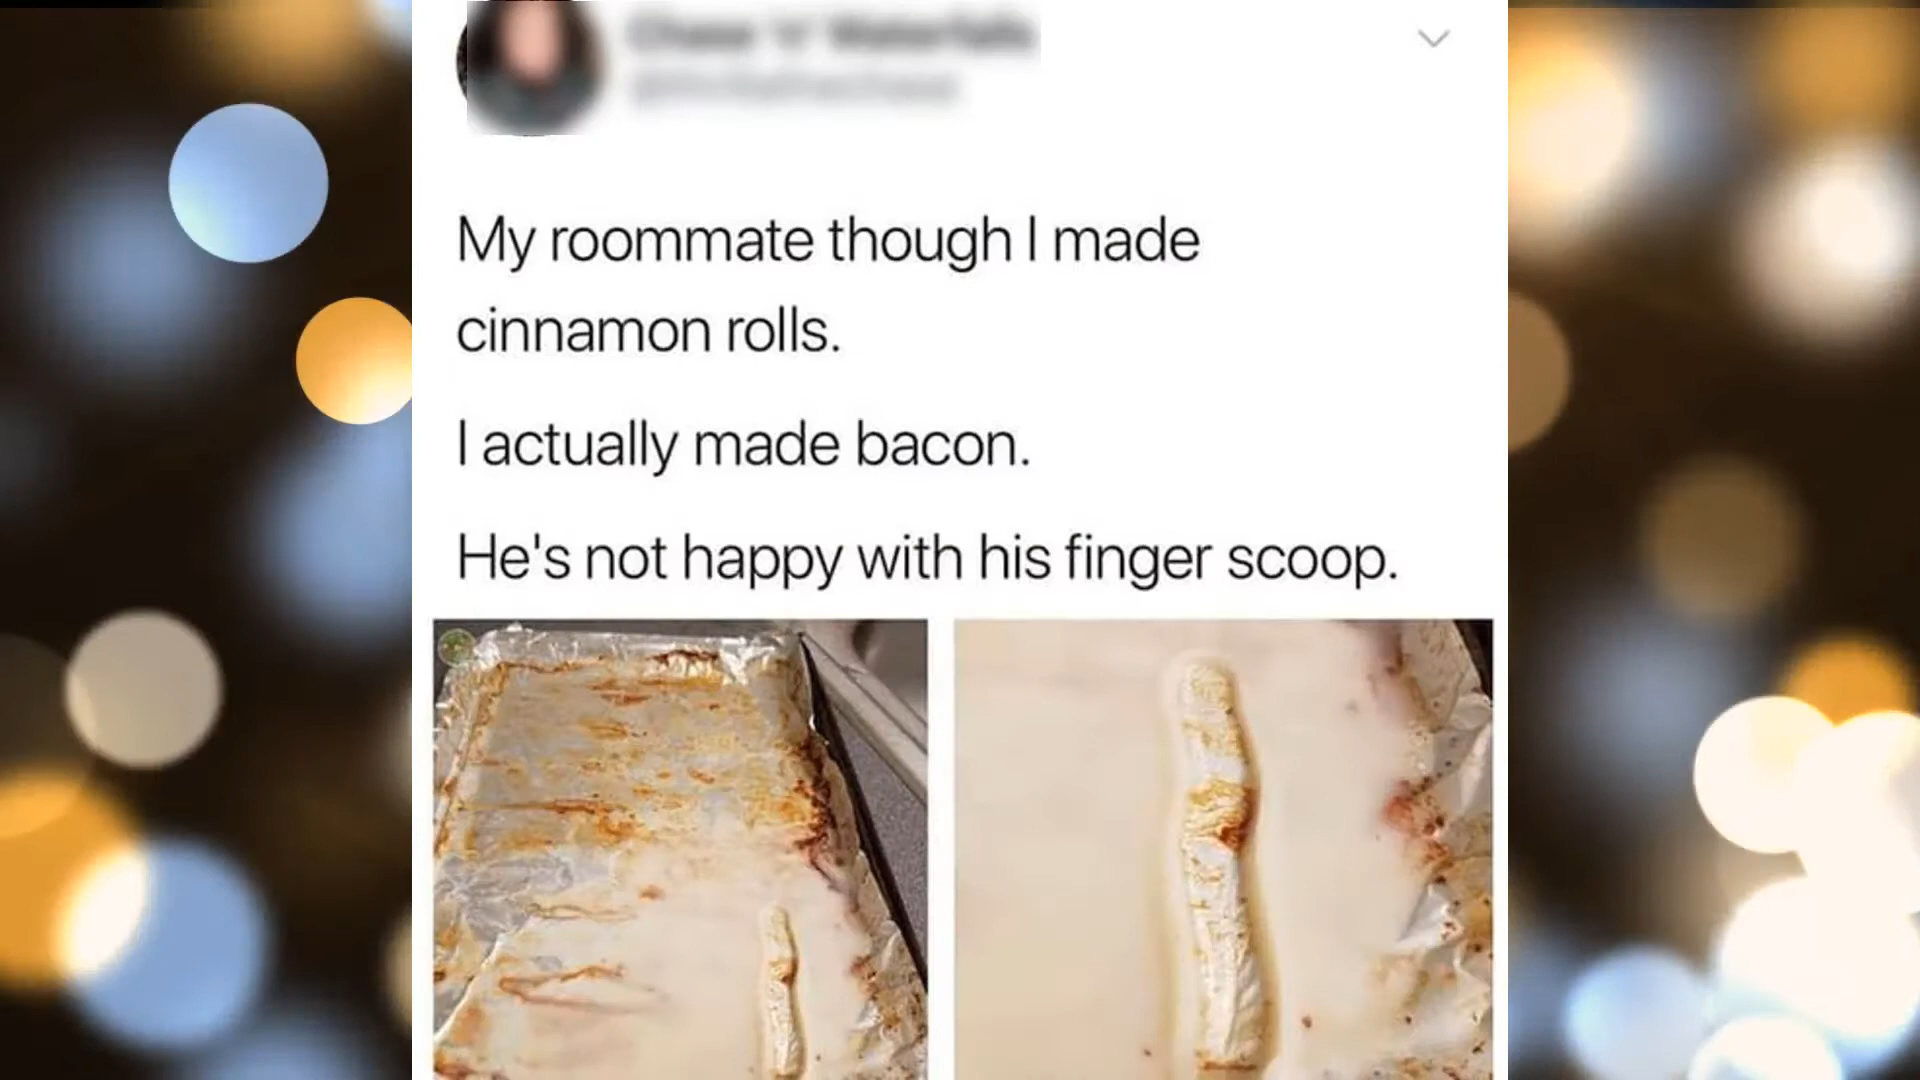 My roommate though I made
cinnamon rolls.
I actually made bacon.
He's not happy with his finger scoop.